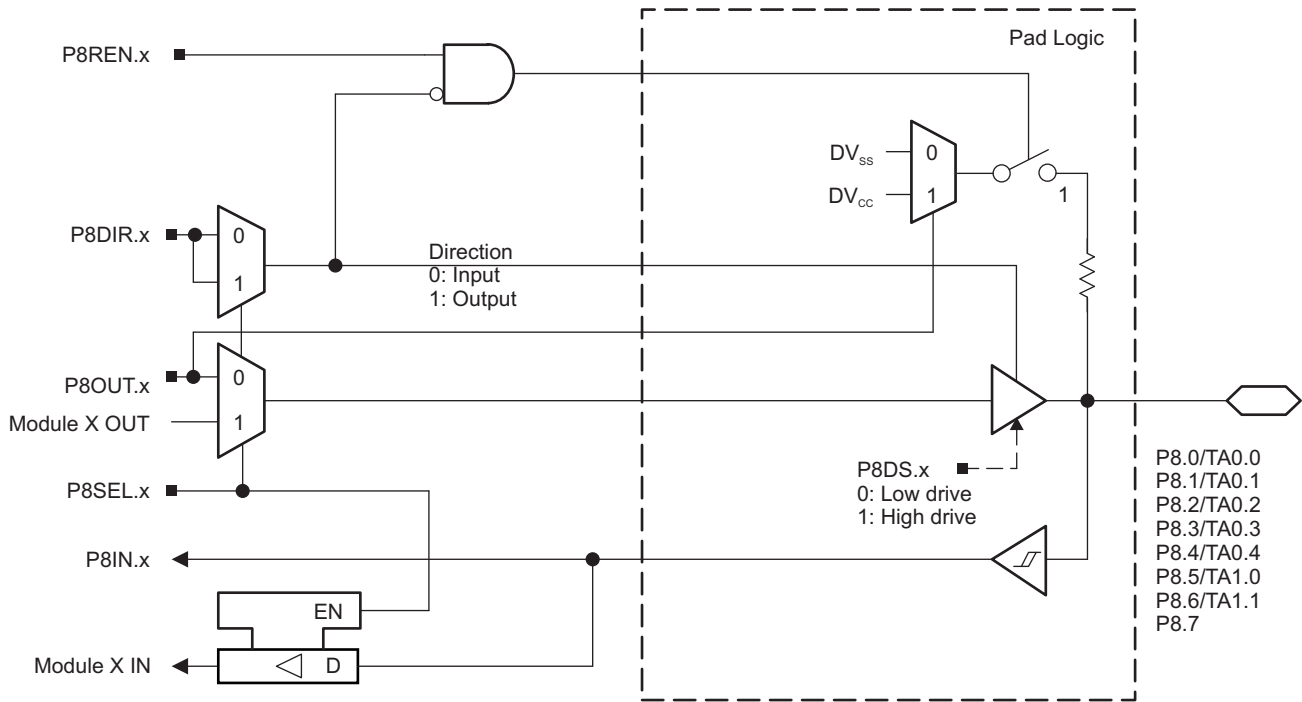 Pad Logic
P8REN.x
DVss
0
DVcc
1
1
P8DIR.x
0
1
Direction
0: Input
1: Output
P8OUT.x
0
Module X OUT
1
P8SEL.x
P8DS.x
0: Low drive
1: High drive
P8.0/TA0.0
P8.1/TA0.1
P8.2/TA0.2
P8.3/TA0.3
P8.4/TA0.4
P8.5/TA1.0
P8.6/TA1.1
P8.7
P8IN.x
EN
Module X IN
D